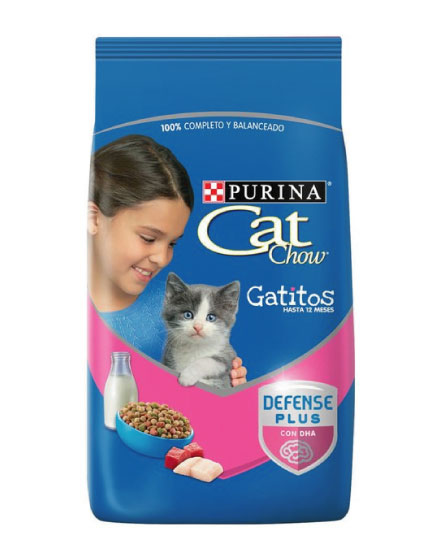 100% COMPLETO Y BALANCEADO
PURINA®
Cat
Chow®
Gatitos
HASTA 12 MESES
DEFENSE
PLUS
CON DHA